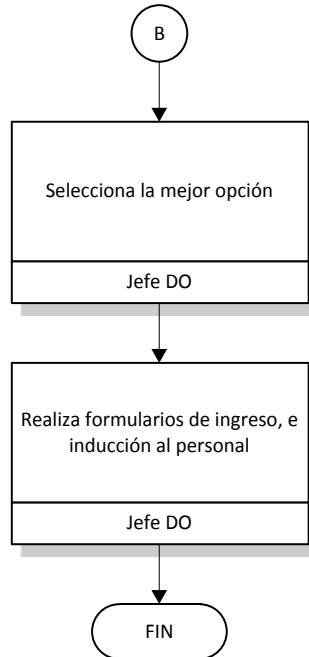 B
Selecciona la mejor opción
Jefe DO
Realiza formularios de ingreso, e
inducción al personal
Jefe DO
FIN